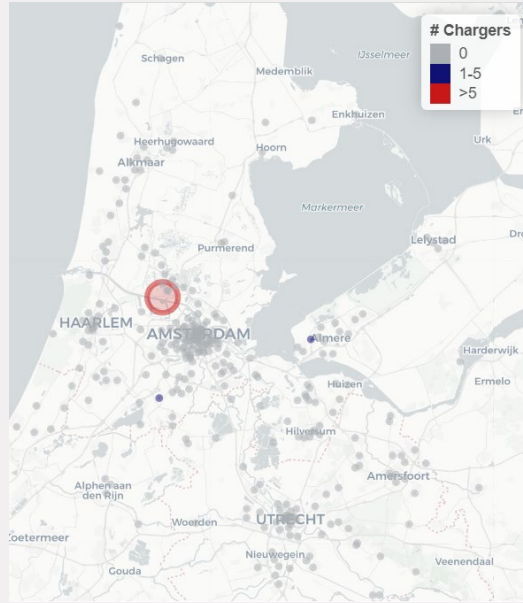 # Chargers
0
1-5
>5
IJsselmeer
Schagen
Medemblik
Enkhuizen
Heerhugowaard
Urk
Hoorn
Alkmaar
Markermeer
Lelystad
Purmerend
HAARLEM
AMSTERDAM
Almere
Harderwijk
Huizen
Ermelo
Hilversum
Amersfoort
Alphen aan
den Rijn
UTRECHT
Woerden
Zoetermeer
Nieuwegein
Veenendaal
Gouda